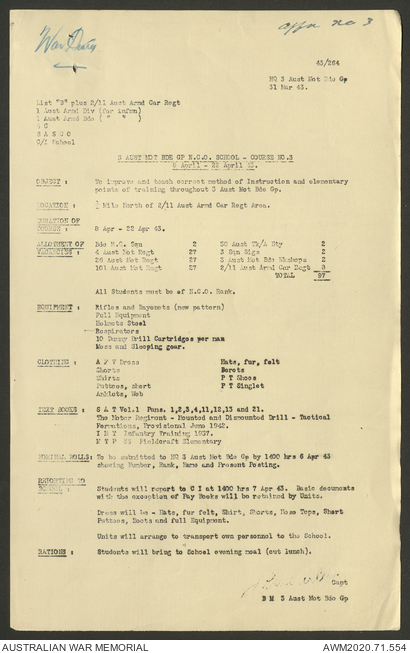 War Diary
appx no 3
43/264
HQ 3 Aust Mot Bde Gp
31 Mar 43.
List "B" plus 2/11 Aust Armd Car Regt
1 Aust Armd Div (for infmn)
1 Aust Armd Bde ( " " )
G C
B A S C O
C/I School
3 AUST MOT BDE GP N.C.O. SCHOOL - COURSE NO.3
8 April - 22 April 43.
OBJECT : To improve and teach correct method of Instruction and elementary
points of training throughout 3 Aust Mot Bde Gp.
LOCATION : ½ Mile North of 2/11 Aust Armd Car Regt Area.
DURATION OF
COURSE : 8 Apr - 22 Apr 43.
ALLOTMENT OF Bde H.Q. Sqn 2 20 Aust Tk/A Bty 2
VACANCIES: 4 Aust Mot Regt 27 3 Sqn Sigs 2
26 Aust Mot Regt 27 3 Aust Mot Bde Wkshops 2
101 Aust Mot Regt 27 2/11 Aust Armd Car Regt 8
TOTAL 97
All Students must be of N.C.O. Rank.
EQUIPMENT : Rifles and Bayonets (new pattern)
Full Equipment
Helmets Steel
Respirators
10 Dummy Drill Cartridges per man
Mess and Sleeping gear.
CLOTHING : A F V Dress Hats, fur, felt
Shorts Berets
Shirts P T Shoes
Puttees, short P T Singlet
Anklets, Web
TEXT BOOKS : S A T Vol.1 Pams. 1,2,3,4,11,12,13 and 21.
The Motor Regiment - Mounted and Dismounted Drill - Tactical
Formations, Provisional June 1942.
Infantry Training 1937.
Fieldcraft Elementary
NOMINAL ROLLS: To be submitted to HQ 3 Aust Mot Bde Gp by 1400 hrs 6 Apr 43
showing Number, Rank, Name and Present Posting.
REPORTING TO
SCHOOL : Students will report to C I at 1400 hrs 7 Apr 43. Basic documents
with the exception of Pay Books will be retained by Units.
Dress will be - Hats, fur felt, Shirt, Shorts, Hose Tops, Short
Puttees, Boots and full Equipment.
Units will arrange to transport own personnel to the School.
RATIONS : Students will bring to School evening meal (cut lunch).
Capt
B M 3 Aust Mot Bde Gp
AUSTRALIAN WAR MEMORIAL
AWM2020.71.554